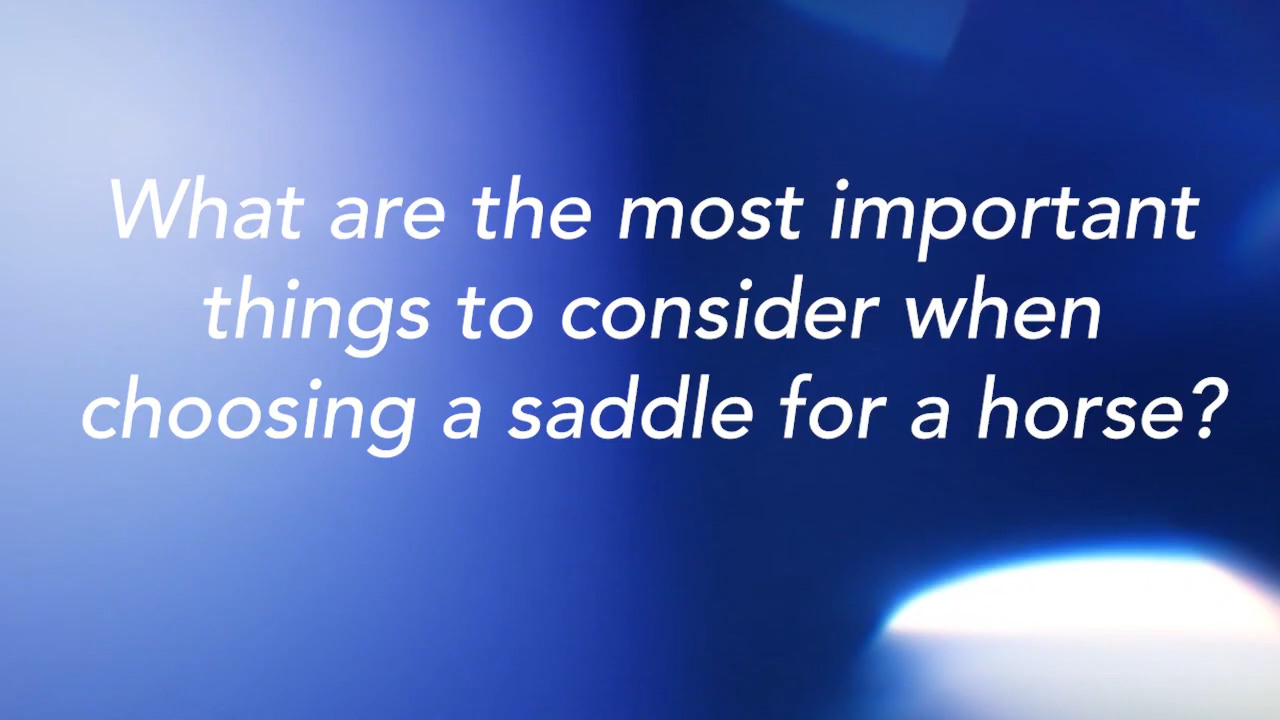 What are the most important
things to consider when
choosing a saddle for a horse?